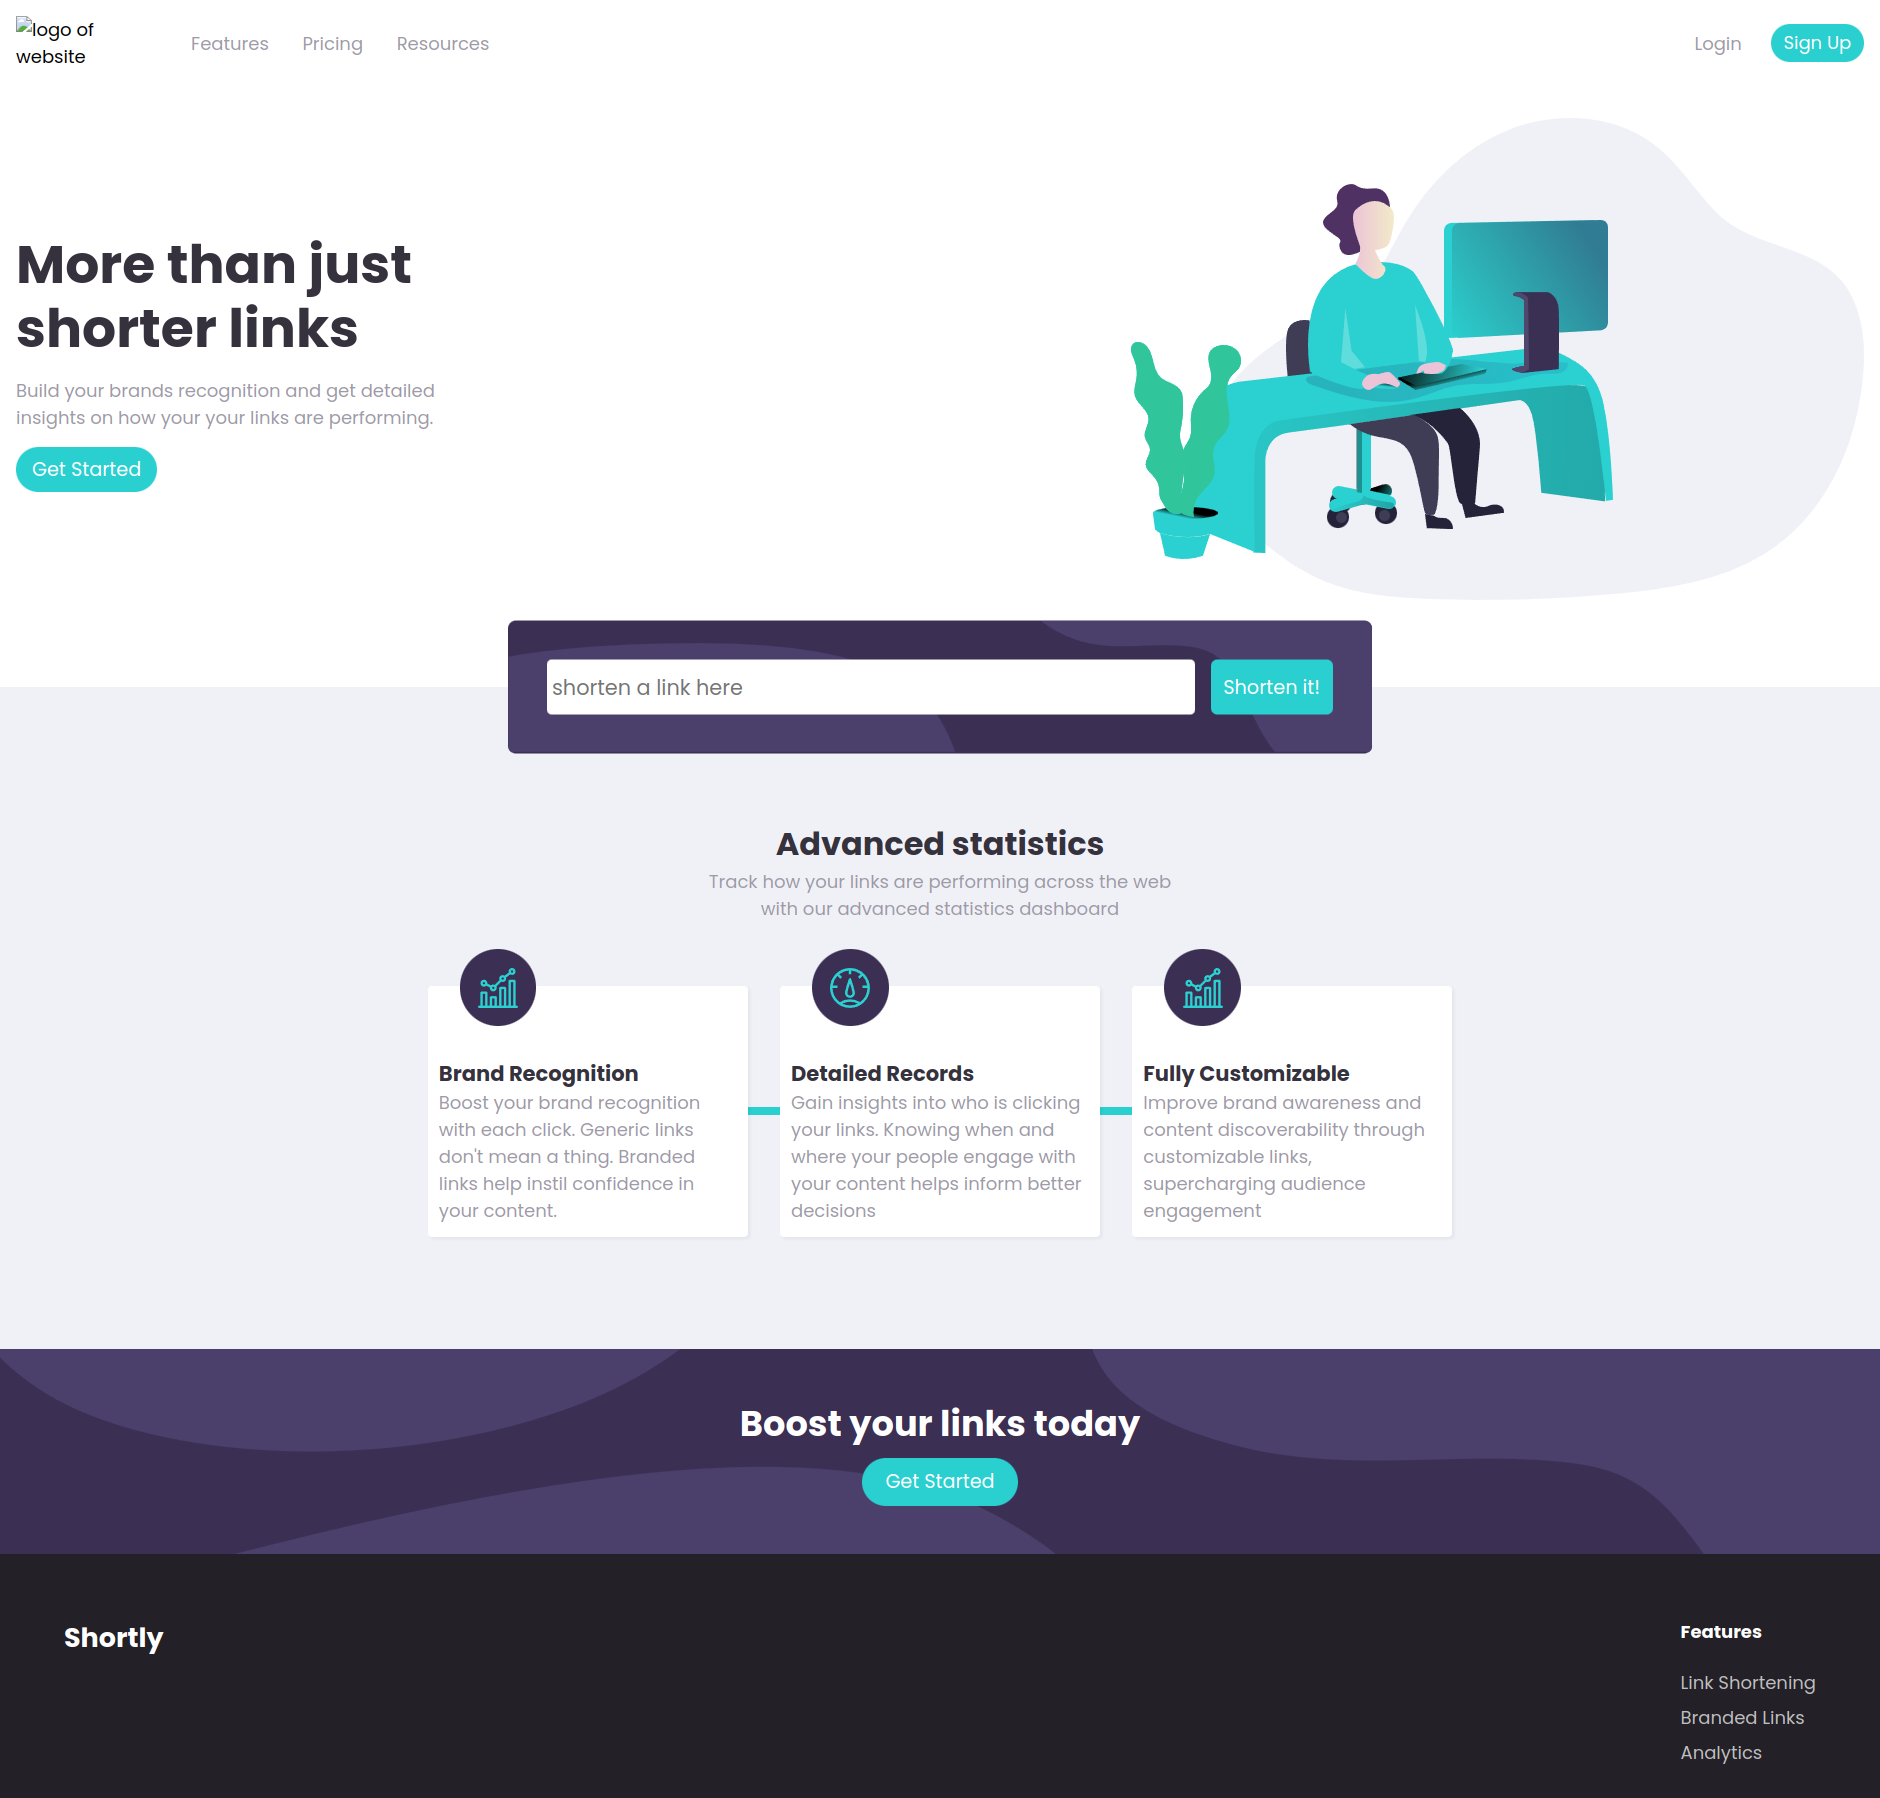 logo of
website
Features
Pricing
Resources
Login
Sign Up
More than just
shorter links
Build your brands recognition and get detailed
insights on how your your links are performing.
Get Started
shorten a link here
Shorten it!
Advanced statistics
Track how your links are performing across the web
with our advanced statistics dashboard
Brand Recognition
Boost your brand recognition
with each click. Generic links
don't mean a thing. Branded
links help instil confidence in
your content.
Detailed Records
Gain insights into who is clicking
your links. Knowing when and
where your people engage with
your content helps inform better
decisions
Fully Customizable
Improve brand awareness and
content discoverability through
customizable links,
supercharging audience
engagement
Boost your links today
Get Started
Shortly
Features
Link Shortening
Branded Links
Analytics